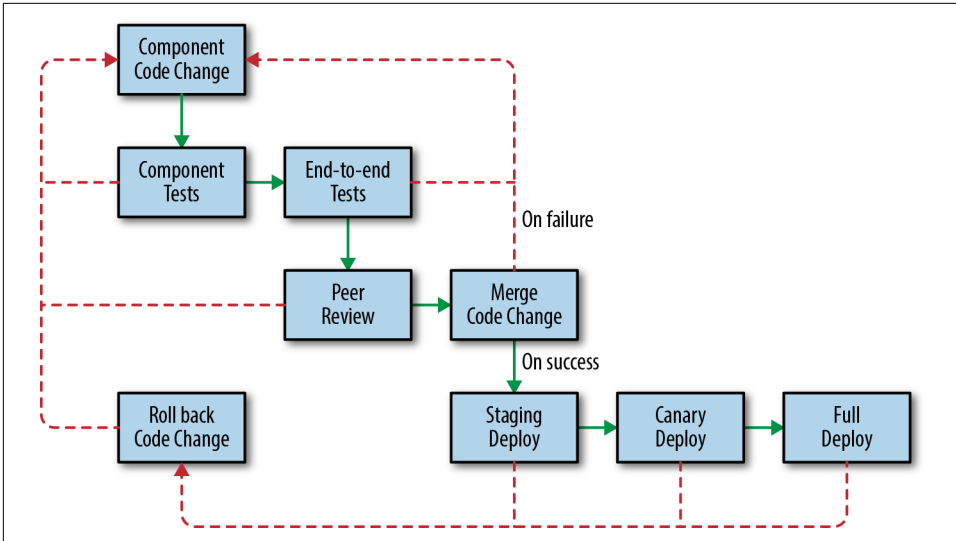 Component
Code Change
Component
Tests
End-to-end
Tests
On failure
Peer
Review
Merge
Code Change
On success
Roll back
Code Change
Staging
Deploy
Canary
Deploy
Full
Deploy